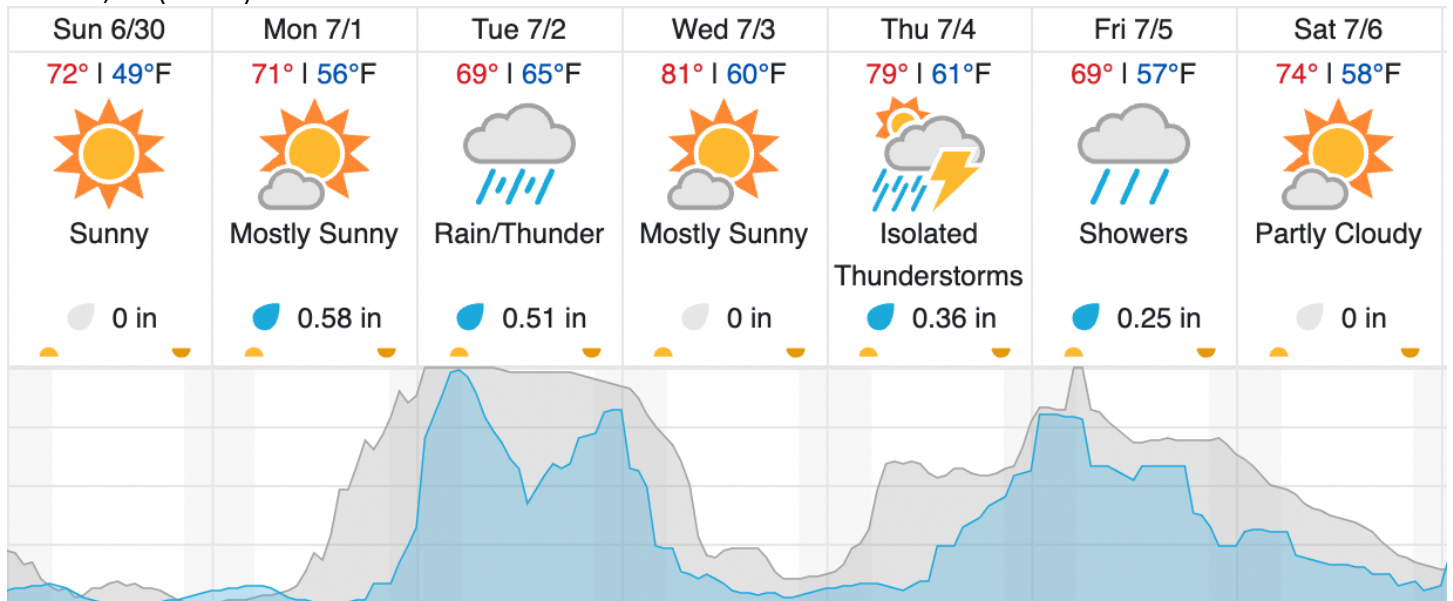 Sun 6/30 Mon 7/1 Tue 7/2 Wed 7/3 Thu 7/4 Fri 7/5 Sat 7/6
72° | 49°F 71° | 56°F 69° | 65°F 81° | 60°F 79° | 61°F 69° | 57°F 74° | 58°F
Sunny Mostly Sunny Rain/Thunder Mostly Sunny Isolated Showers Partly Cloudy
Thunderstorms
0 in 0.58 in 0.51 in 0 in 0.36 in 0.25 in 0 in